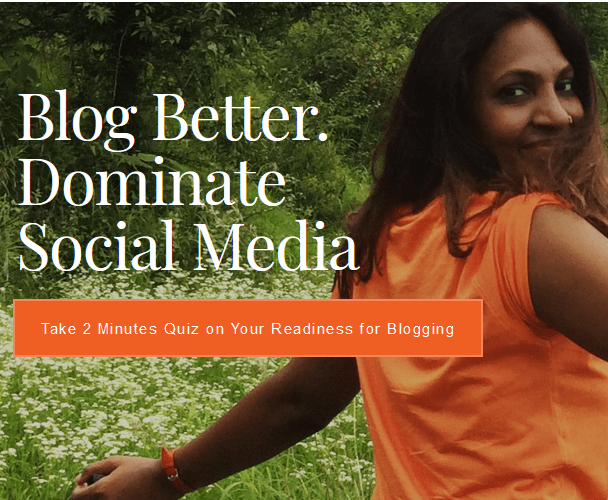 Blog Better.
Dominate
Social Media
Take 2 Minutes Quiz on Your Readiness for Blogging